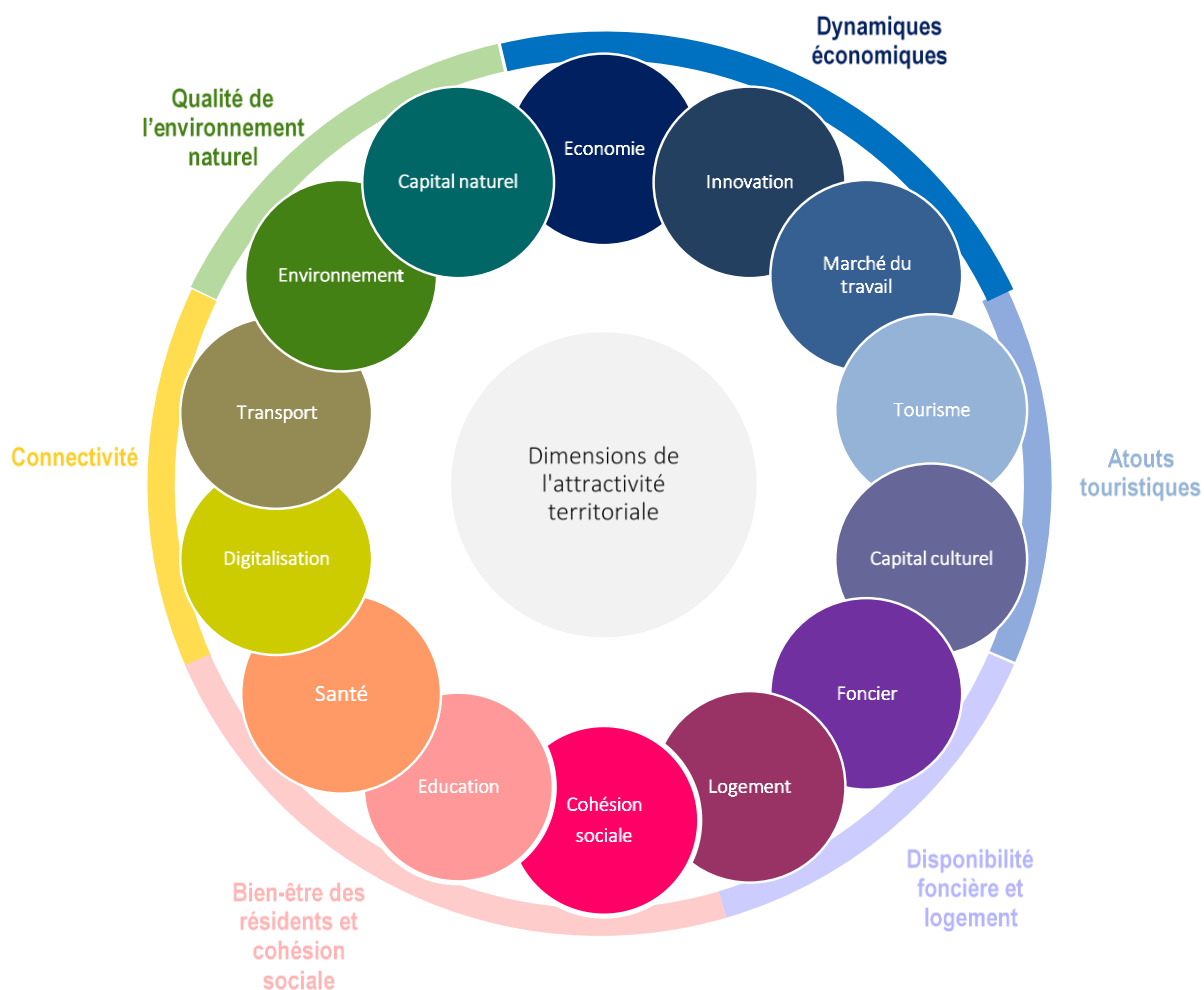 Dynamiques
économiques
Qualité de
l'environnement
naturel
Economie
Capital naturel
Innovation
Environnement
Marché du
travail
Transport
Tourisme
Connectivité
Dimensions de
l'attractivité
territoriale
Atouts
touristiques
Digitalisation
Capital culturel
Santé
Foncier
Education
Logement
Cohésion
sociale
Disponibilité
foncière et
logement
Bien-être des
résidents et
cohésion
sociale